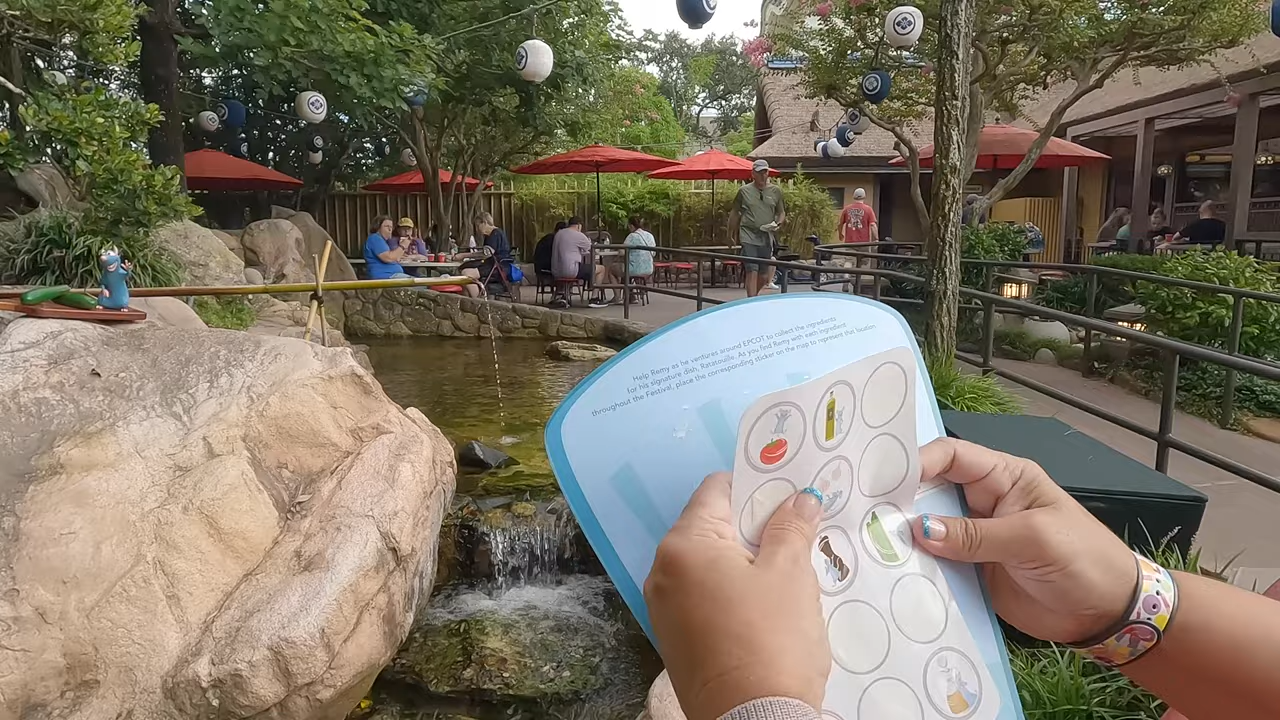 Help Remy as he ventures around EPCOT to collect the ingredients
for his signature dish, Ratatouille. As you find Remy with each ingredient
throughout the Festival, place the corresponding sticker on the map to represent that location.